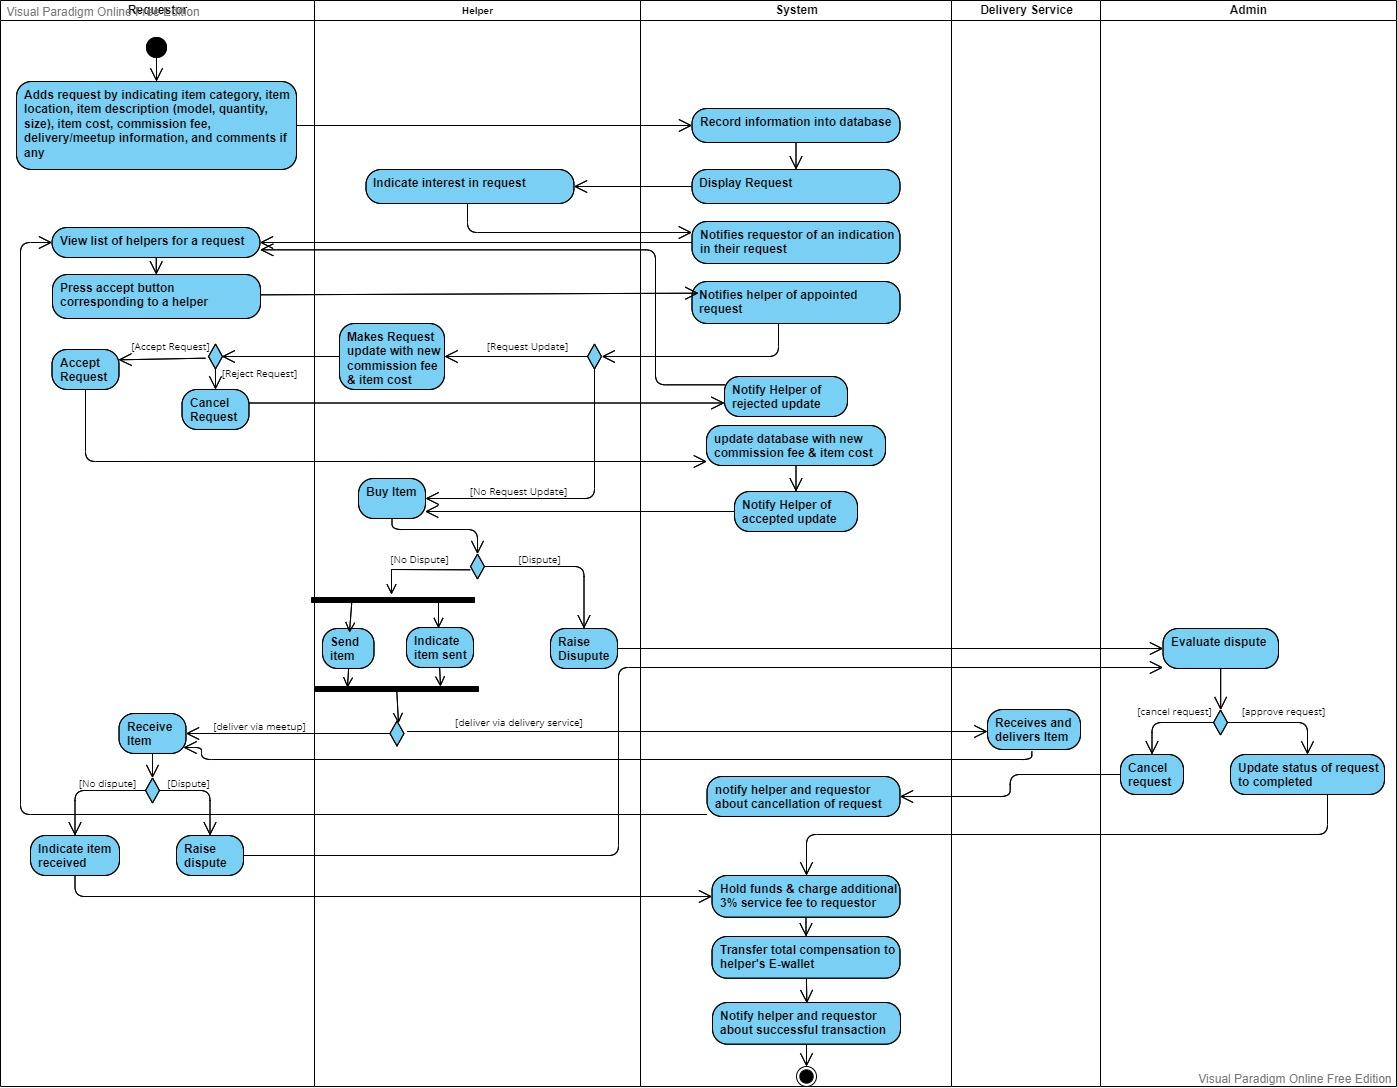 Visual Paradigm Online Free Edition
Requestor
Helper
System
Delivery Service
Admin
Adds request by indicating item category, item
location, item description (model, quantity,
size), item cost, commission fee,
delivery/meetup information, and comments if
any
Record information into database
Indicate interest in request
Display Request
View list of helpers for a request
Notifies requestor of an indication
in their request
Press accept button
corresponding to a helper
Notifies helper of appointed
request
[Accept Request]
Makes Request
update with new
commission fee
& item cost
[Request Update]
Accept
Request
[Reject Request]
Cancel
Request
Notify Helper of
rejected update
update database with new
commission fee & item cost
Buy Item
[No Request Update]
Notify Helper of
accepted update
[No Dispute]
[Dispute]
Send
item
Indicate
item sent
Raise
Disupute
Evaluate dispute
Receive
Item
[deliver via meetup]
[deliver via delivery service]
Receives and
delivers Item
[cancel request]
[approve request]
Cancel
request
Update status of request
to completed
[No dispute]
[Dispute]
notify helper and requestor
about cancellation of request
Indicate item
received
Raise
dispute
Hold funds & charge additional
3% service fee to requestor
Transfer total compensation to
helper's E-wallet
Notify helper and requestor
about successful transaction
Visual Paradigm Online Free Edition